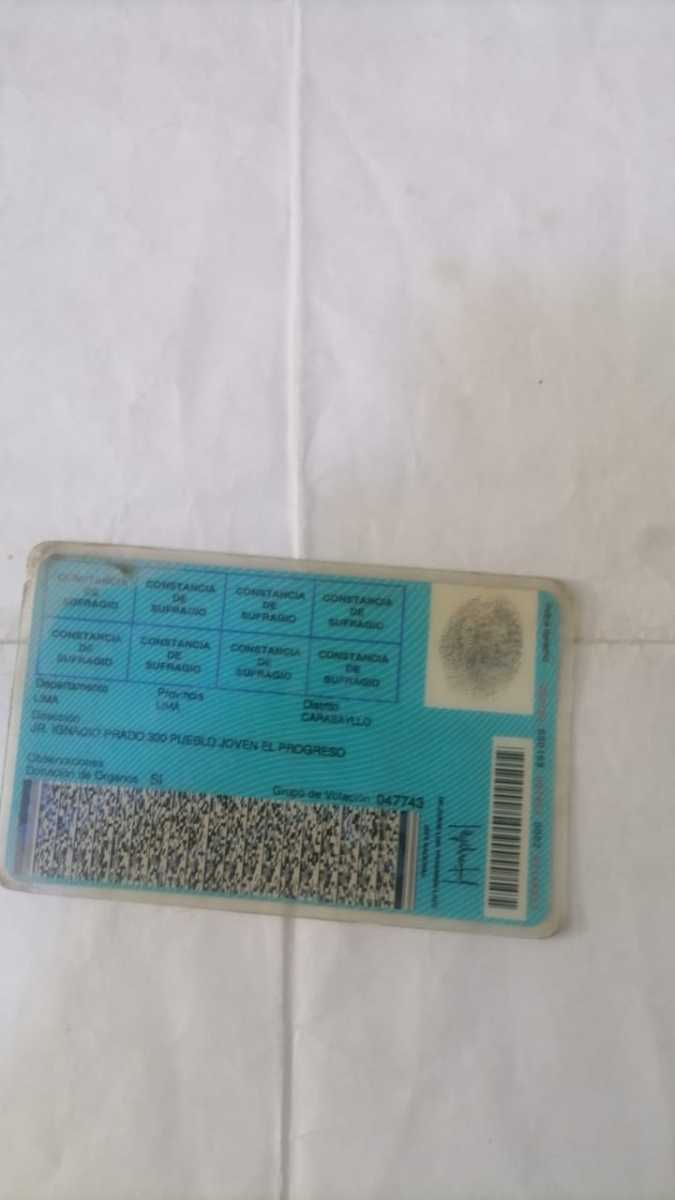 CONSTANCIA DE SUFRAGIO
CONSTANCIA DE SUFRAGIO
CONSTANCIA DE SUFRAGIO
CONSTANCIA DE SUFRAGIO
CONSTANCIA DE SUFRAGIO
CONSTANCIA DE SUFRAGIO
CONSTANCIA DE SUFRAGIO
CONSTANCIA DE SUFRAGIO
Departamento Provincia Distrito
LIMA LIMA CARABAYLLO
Dirección
JR. IGNACIO PRADO 300 PUEBLO JOVEN EL PROGRESO
Observaciones
Donación de Organos SI
Grupo de Votación 047743